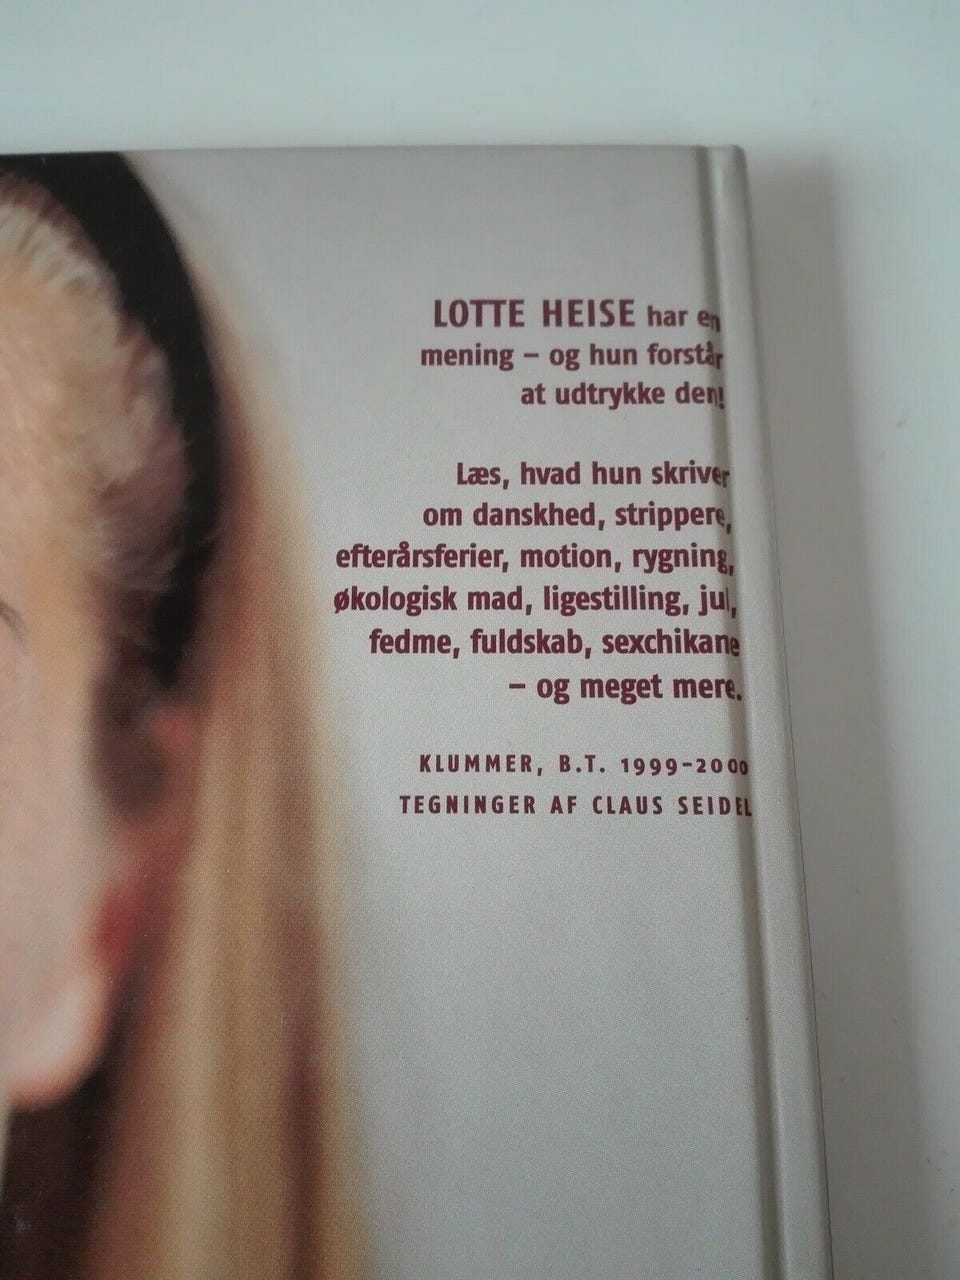 LOTTE HEISE har en
mening – og hun forstår
at udtrykke den!
Læs, hvad hun skriver
om danskhed, strippere,
efterårsferier, motion, rygning,
økologisk mad, ligestilling, jul,
fedme, fuldskab, sexchikane
– og meget mere.
KLUMMER, B.T. 1999-2000
TEGNINGER AF CLAUS SEIDEL